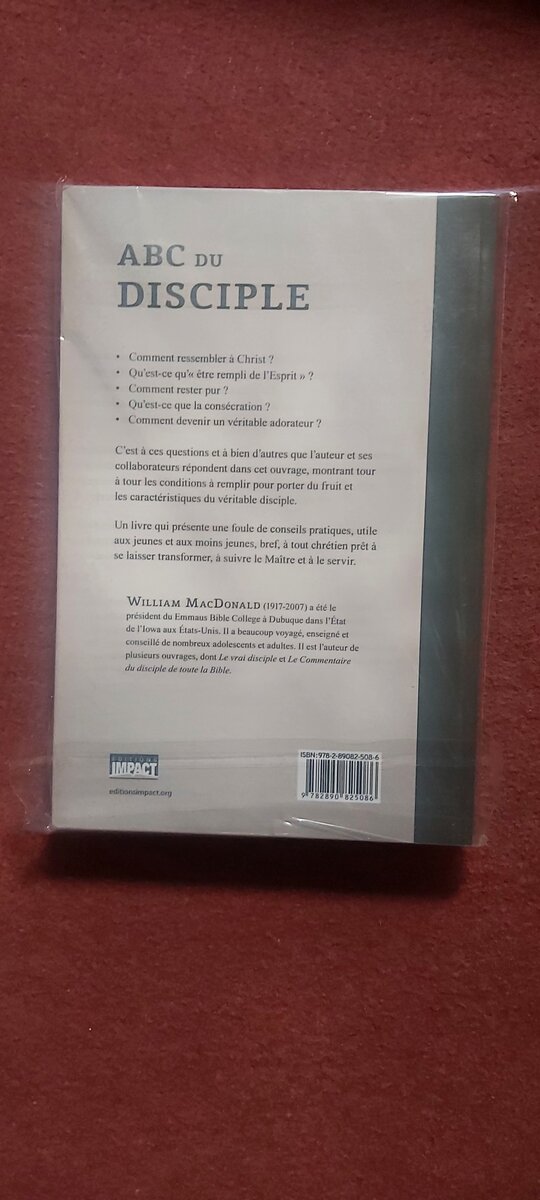 ABC DU
DISCIPLE
• Comment ressembler à Christ ?
• Qu'est-ce qu'« être rempli de l'Esprit » ?
• Comment rester pur ?
• Qu'est-ce que la consécration ?
• Comment devenir un véritable adorateur ?
C'est à ces questions et à bien d'autres que l'auteur et ses
collaborateurs répondent dans cet ouvrage, montrant tour
à tour les conditions à remplir pour porter du fruit et
les caractéristiques du véritable disciple.
Un livre qui présente une foule de conseils pratiques, utile
aux jeunes et aux moins jeunes, bref, à tout chrétien prêt à
se laisser transformer, à suivre le Maître et à le servir.
WILLIAM MACDONALD (1917-2007) a été le
président du Emmaus Bible College à Dubuque dans l'État
de l'Iowa aux États-Unis. Il a beaucoup voyagé, enseigné et
conseillé de nombreux adolescents et adultes. Il est l'auteur de
plusieurs ouvrages, dont Le vrai disciple et Le Commentaire
du disciple de toute la Bible.
ÉDITIONS
IMPACT
editionsimpact.org
ISBN: 978-2-89082-508-6
9 782890 825086